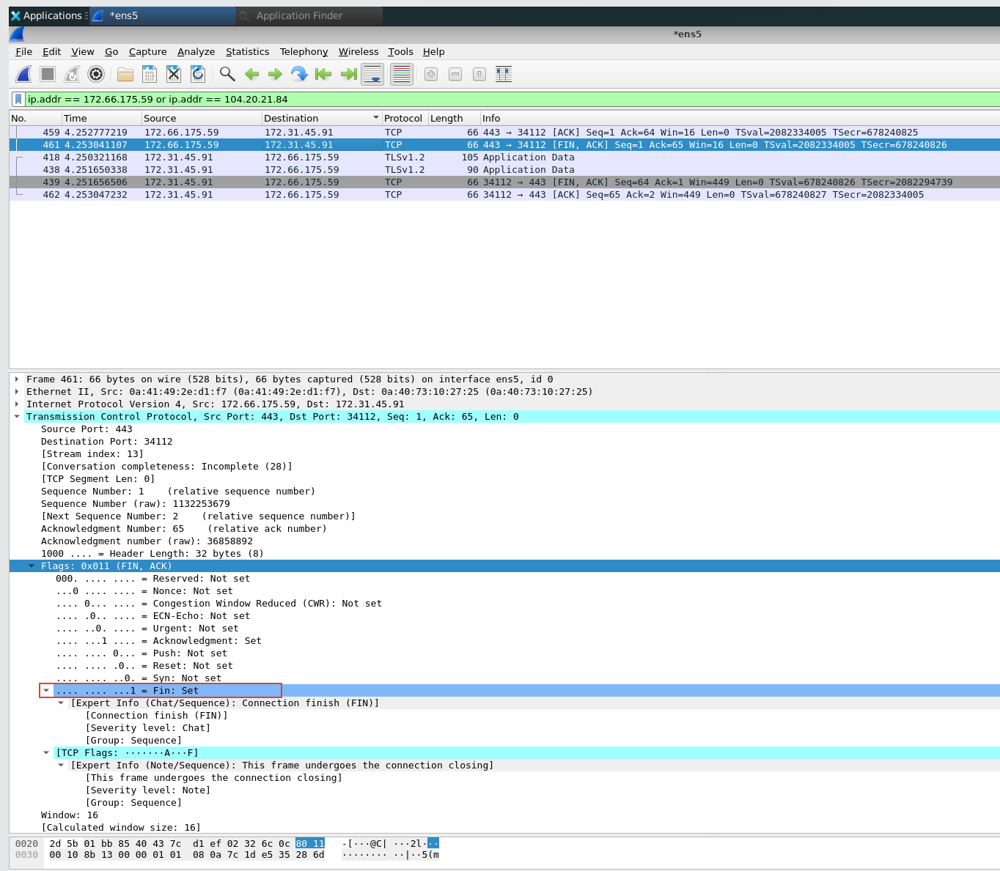 Applications
*ens5
Application Finder
*ens5
File Edit View Go Capture Analyze Statistics Telephony Wireless Tools Help
ip.addr == 172.66.175.59 or ip.addr == 104.20.21.84
No. Time Source Destination Protocol Length Info
459 4.252777219 172.66.175.59 172.31.45.91 TCP 66 443 → 34112 [ACK] Seq=1 Ack=64 Win=16 Len=0 TSval=2082334005 TSecr=678240825
461 4.253041107 172.66.175.59 172.31.45.91 TCP 66 443 → 34112 [FIN, ACK] Seq=1 Ack=65 Win=16 Len=0 TSval=2082334005 TSecr=678240826
418 4.250321168 172.31.45.91 172.66.175.59 TLSv1.2 105 Application Data
438 4.251650338 172.31.45.91 172.66.175.59 TLSv1.2 90 Application Data
439 4.251656506 172.31.45.91 172.66.175.59 TCP 66 34112 → 443 [FIN, ACK] Seq=64 Ack=1 Win=449 Len=0 TSval=678240826 TSecr=2082294739
462 4.253047232 172.31.45.91 172.66.175.59 TCP 66 34112 → 443 [ACK] Seq=65 Ack=2 Win=449 Len=0 TSval=678240827 TSecr=2082334005
Frame 461: 66 bytes on wire (528 bits), 66 bytes captured (528 bits) on interface ens5, id 0
Ethernet II, Src: 0a:41:49:2e:d1:f7 (0a:41:49:2e:d1:f7), Dst: 0a:40:73:10:27:25 (0a:40:73:10:27:25)
Internet Protocol Version 4, Src: 172.66.175.59, Dst: 172.31.45.91
Transmission Control Protocol, Src Port: 443, Dst Port: 34112, Seq: 1, Ack: 65, Len: 0
Source Port: 443
Destination Port: 34112
[Stream index: 13]
[Conversation completeness: Incomplete (28)]
[TCP Segment Len: 0]
Sequence Number: 1    (relative sequence number)
Sequence Number (raw): 1132253679
[Next Sequence Number: 2    (relative sequence number)]
Acknowledgment Number: 65    (relative ack number)
Acknowledgment number (raw): 36858892
1000 .... = Header Length: 32 bytes (8)
Flags: 0x011 (FIN, ACK)
000. .... .... = Reserved: Not set
...0 .... .... = Nonce: Not set
.... 0... .... = Congestion Window Reduced (CWR): Not set
.... .0.. .... = ECN-Echo: Not set
.... ..0. .... = Urgent: Not set
.... ...1 .... = Acknowledgment: Set
.... .... 0... = Push: Not set
.... .... .0.. = Reset: Not set
.... .... ..0. = Syn: Not set
.... .... ...1 = Fin: Set
[Expert Info (Chat/Sequence): Connection finish (FIN)]
[Connection finish (FIN)]
[Severity level: Chat]
[Group: Sequence]
[TCP Flags: ·······A···F]
[Expert Info (Note/Sequence): This frame undergoes the connection closing]
[This frame undergoes the connection closing]
[Severity level: Note]
[Group: Sequence]
Window: 16
[Calculated window size: 16]
0020 2d 5b 01 bb 85 40 43 7c d1 ef 02 32 6c 0c 80 11 -[···@C| ···2l···
0030 00 10 8b 13 00 00 01 01 08 0a 7c 1d e5 35 28 6d ········ ··|··5(m